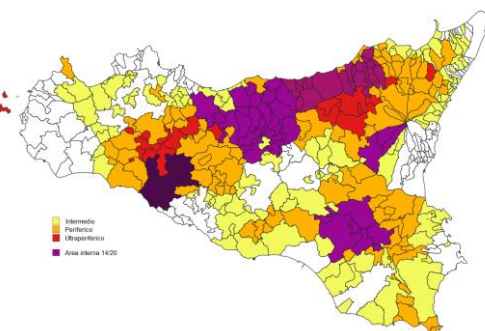 Intermedio
Periferico
Ultraperiferico
Area interna 14/20